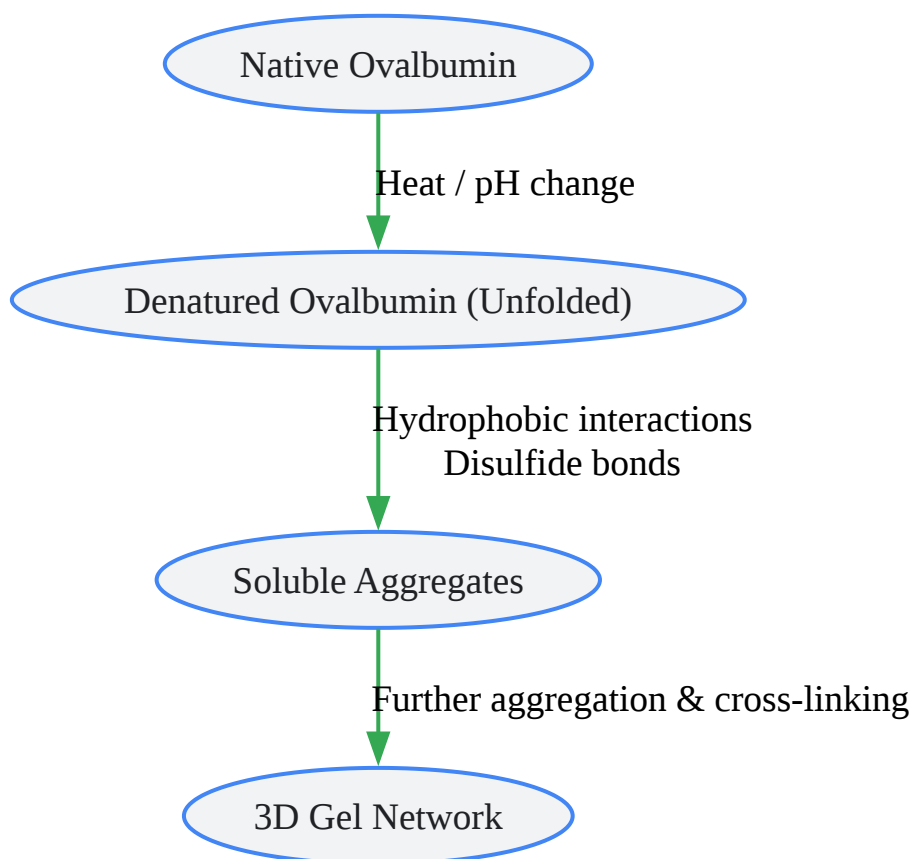 Native Ovalbumin
Heat / pH change
Denatured Ovalbumin (Unfolded)
Hydrophobic interactions
Disulfide bonds
Soluble Aggregates
Further aggregation & cross-linking
3D Gel Network